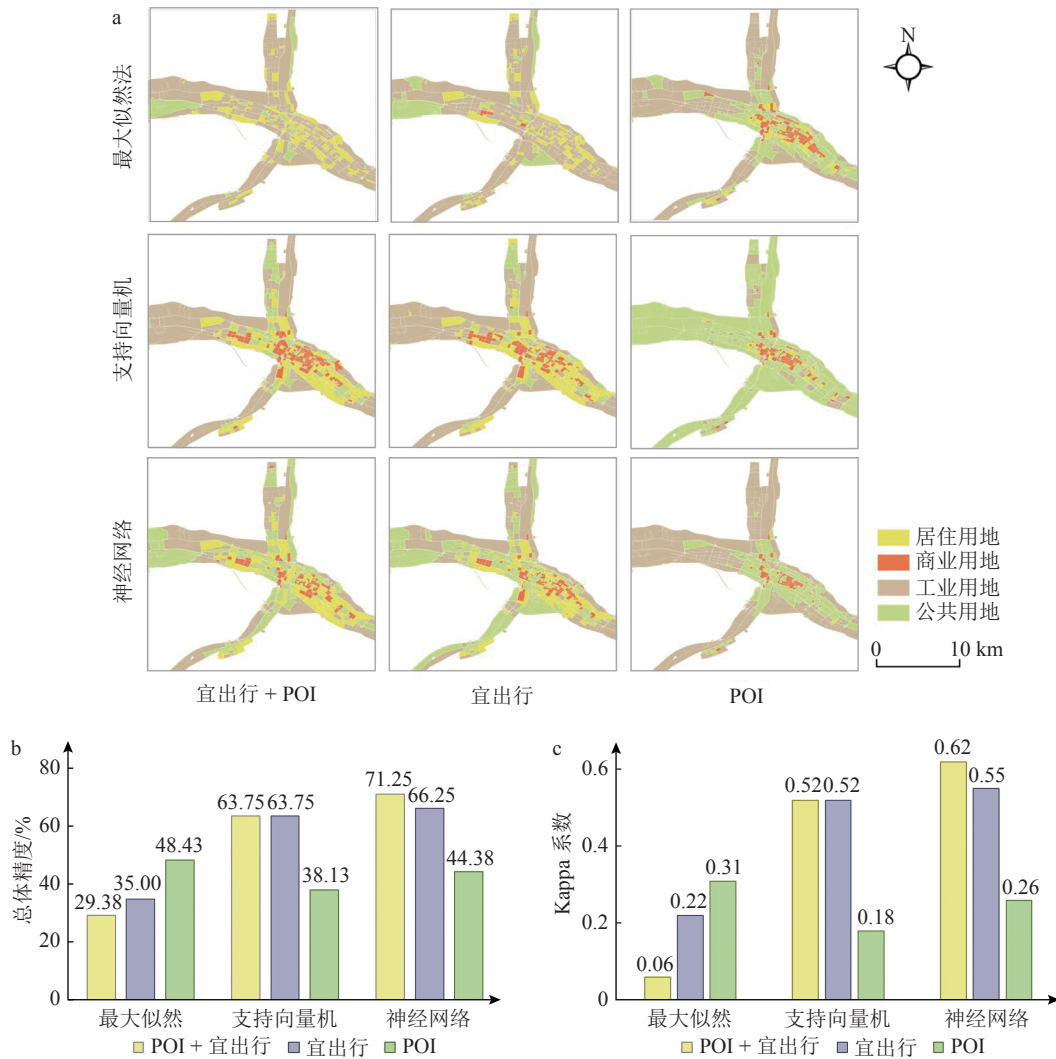 a
N
最大似然法
支持向量机
神经网络
居住用地
商业用地
工业用地
公共用地
0 10 km
宜出行 + POI 宜出行 POI
b
总体精度/%
80
60
40
20
0
29.38 35.00 48.43
63.75 63.75 38.13
71.25 66.25 44.38
最大似然 支持向量机 神经网络
POI + 宜出行 宜出行 POI
c
Kappa 系数
0.6
0.4
0.2
0
0.06 0.22 0.31
0.52 0.52 0.18
0.62 0.55 0.26
最大似然 支持向量机 神经网络
POI + 宜出行 宜出行 POI